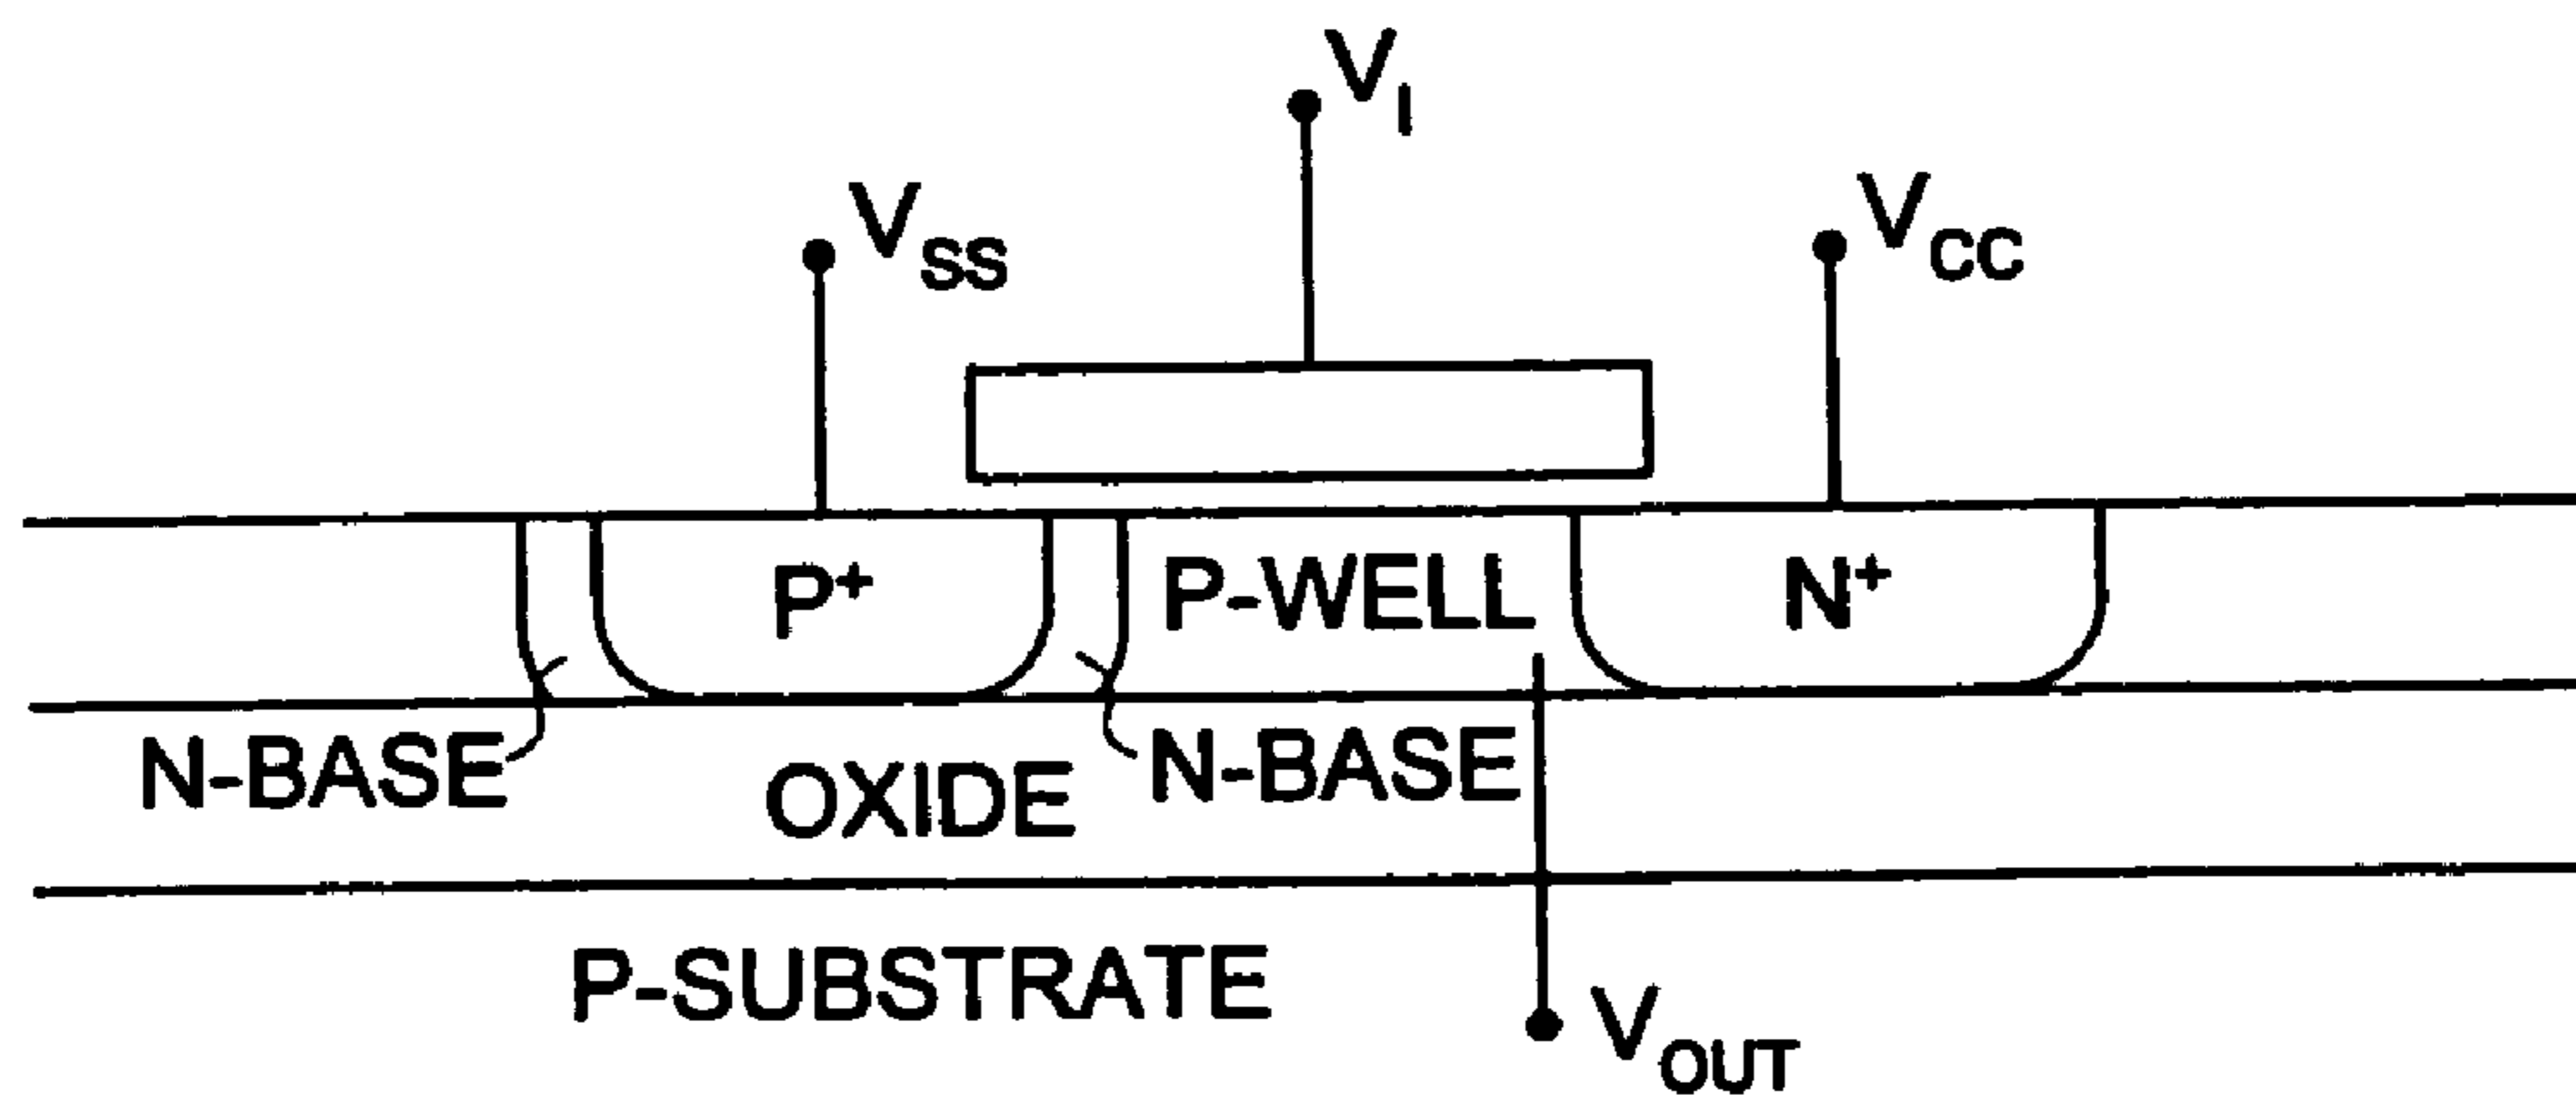 V_I
V_SS
V_CC
P⁺
P-WELL
N⁺
N-BASE
OXIDE
N-BASE
P-SUBSTRATE
V_OUT